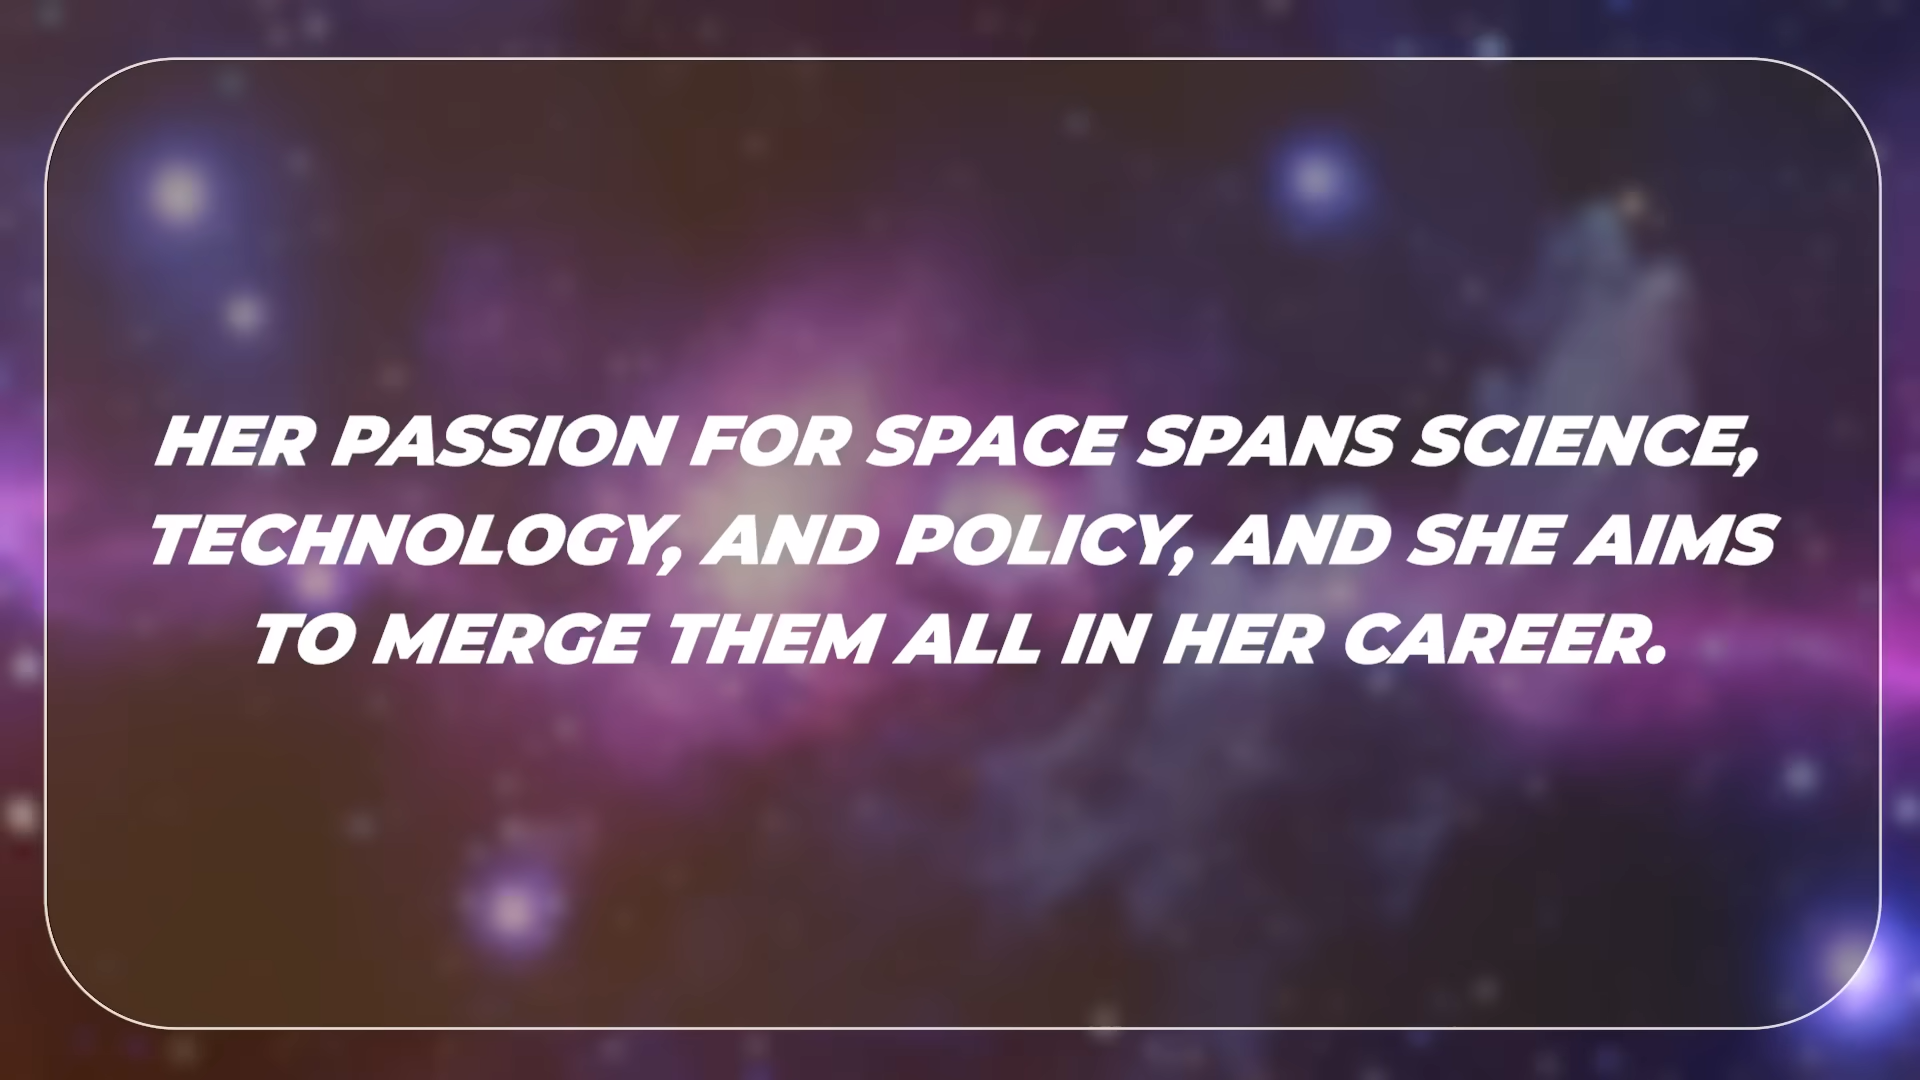 HER PASSION FOR SPACE SPANS SCIENCE,
TECHNOLOGY, AND POLICY, AND SHE AIMS
TO MERGE THEM ALL IN HER CAREER.